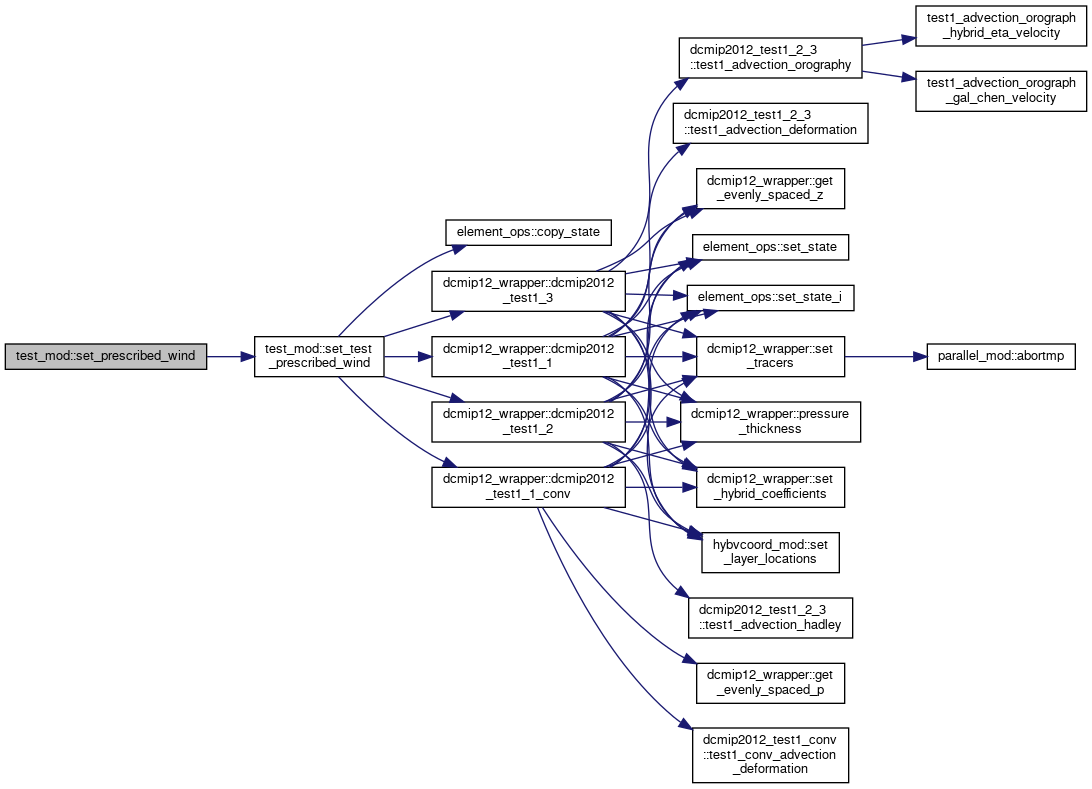 test_mod::set_prescribed_wind
test_mod::set_test
_prescribed_wind
element_ops::copy_state
dcmip12_wrapper::dcmip2012
_test1_3
dcmip12_wrapper::dcmip2012
_test1_1
dcmip12_wrapper::dcmip2012
_test1_2
dcmip12_wrapper::dcmip2012
_test1_1_conv
dcmip2012_test1_2_3
::test1_advection_orography
dcmip2012_test1_2_3
::test1_advection_deformation
dcmip12_wrapper::get
_evenly_spaced_z
element_ops::set_state
element_ops::set_state_i
dcmip12_wrapper::set
_tracers
dcmip12_wrapper::pressure
_thickness
dcmip12_wrapper::set
_hybrid_coefficients
hybvcoord_mod::set
_layer_locations
dcmip2012_test1_2_3
::test1_advection_hadley
dcmip12_wrapper::get
_evenly_spaced_p
dcmip2012_test1_conv
::test1_conv_advection
_deformation
test1_advection_orograph
_hybrid_eta_velocity
test1_advection_orograph
_gal_chen_velocity
parallel_mod::abortmp